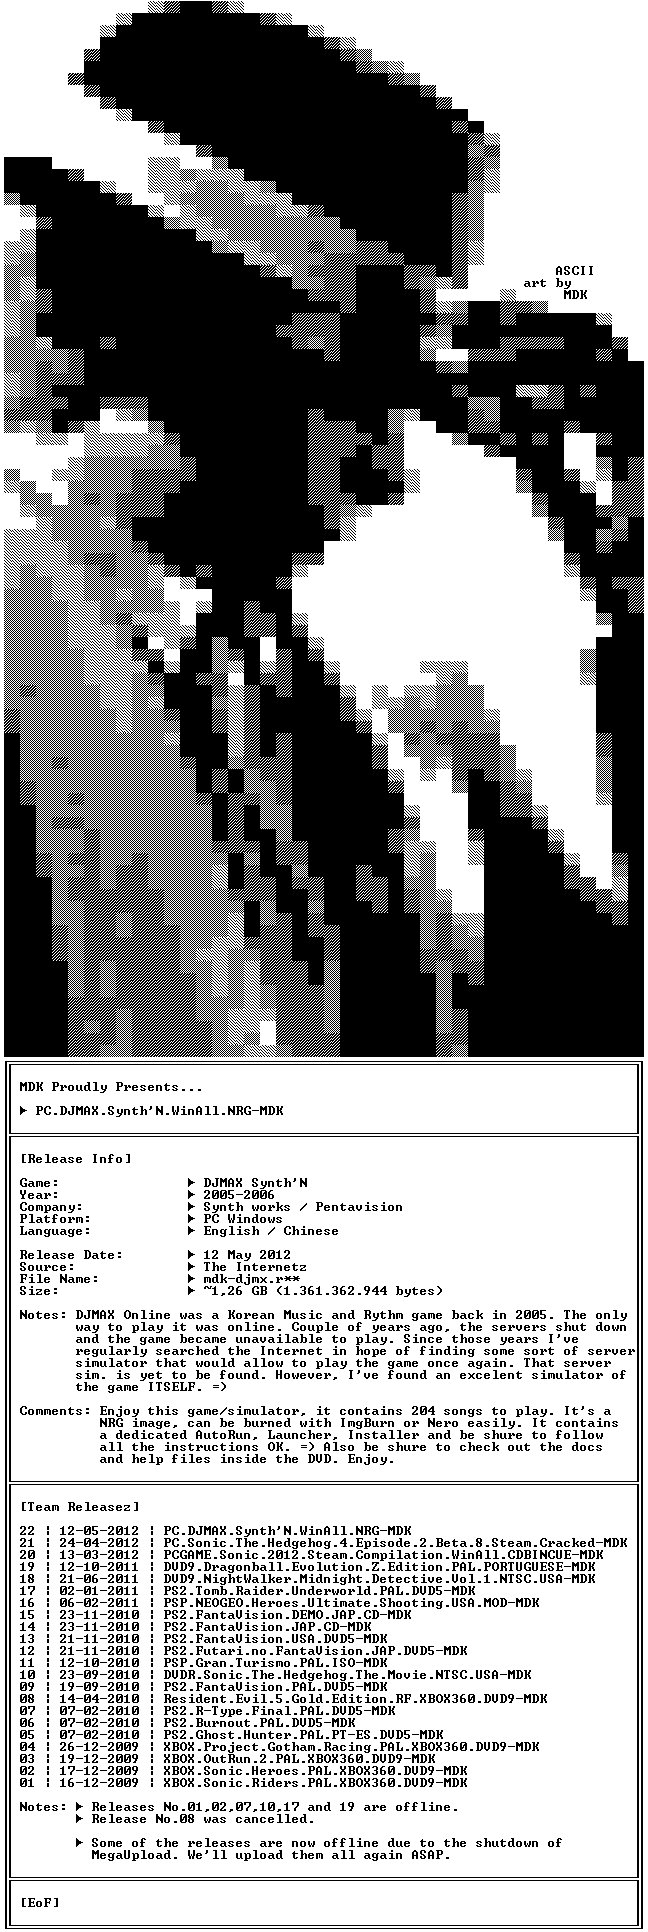 ASCII
art by
MDK
MDK Proudly Presents...
► PC.DJMAX.Synth'N.WinAll.NRG-MDK
[Release Info]
Game: ► DJMAX Synth'N
Year: ► 2005-2006
Company: ► Synth works / Pentavision
Platform: ► PC Windows
Language: ► English / Chinese
Release Date: ► 12 May 2012
Source: ► The Internetz
File Name: ► mdk-djmx.r**
Size: ► ~1,26 GB (1.361.362.944 bytes)
Notes: DJMAX Online was a Korean Music and Rythm game back in 2005. The only
way to play it was online. Couple of years ago, the servers shut down
and the game became unavailable to play. Since those years I've
regularly searched the Internet in hope of finding some sort of server
simulator that would allow to play the game once again. That server
sim. is yet to be found. However, I've found an excelent simulator of
the game ITSELF. =)
Comments: Enjoy this game/simulator, it contains 204 songs to play. It's a
NRG image, can be burned with ImgBurn or Nero easily. It contains
a dedicated AutoRun, Launcher, Installer and be shure to follow
all the instructions OK. =) Also be shure to check out the docs
and help files inside the DVD. Enjoy.
[Team Releasez]
22 ¦ 12-05-2012 ¦ PC.DJMAX.Synth'N.WinAll.NRG-MDK
21 ¦ 24-04-2012 ¦ PC.Sonic.The.Hedgehog.4.Episode.2.Beta.8.Steam.Cracked-MDK
20 ¦ 13-03-2012 ¦ PCGAME.Sonic.2012.Steam.Compilation.WinAll.CDBINCUE-MDK
19 ¦ 12-10-2011 ¦ DVD9.Dragonball.Evolution.Z.Edition.PAL.PORTUGUESE-MDK
18 ¦ 21-06-2011 ¦ DVD9.NightWalker.Midnight.Detective.Vol.1.NTSC.USA-MDK
17 ¦ 02-01-2011 ¦ PS2.Tomb.Raider.Underworld.PAL.DVD5-MDK
16 ¦ 06-02-2011 ¦ PSP.NEOGEO.Heroes.Ultimate.Shooting.USA.MOD-MDK
15 ¦ 23-11-2010 ¦ PS2.FantaVision.DEMO.JAP.CD-MDK
14 ¦ 23-11-2010 ¦ PS2.FantaVision.JAP.CD-MDK
13 ¦ 21-11-2010 ¦ PS2.FantaVision.USA.DVD5-MDK
12 ¦ 21-11-2010 ¦ PS2.Futari.no.FantaVision.JAP.DVD5-MDK
11 ¦ 12-10-2010 ¦ PSP.Gran.Turismo.PAL.ISO-MDK
10 ¦ 23-09-2010 ¦ DVDR.Sonic.The.Hedgehog.The.Movie.NTSC.USA-MDK
09 ¦ 19-09-2010 ¦ PS2.FantaVision.PAL.DVD5-MDK
08 ¦ 14-04-2010 ¦ Resident.Evil.5.Gold.Edition.RF.XBOX360.DVD9-MDK
07 ¦ 07-02-2010 ¦ PS2.R-Type.Final.PAL.DVD5-MDK
06 ¦ 07-02-2010 ¦ PS2.Burnout.PAL.DVD5-MDK
05 ¦ 07-02-2010 ¦ PS2.Ghost.Hunter.PAL.PT-ES.DVD5-MDK
04 ¦ 26-12-2009 ¦ XBOX.Project.Gotham.Racing.PAL.XBOX360.DVD9-MDK
03 ¦ 19-12-2009 ¦ XBOX.OutRun.2.PAL.XBOX360.DVD9-MDK
02 ¦ 17-12-2009 ¦ XBOX.Sonic.Heroes.PAL.XBOX360.DVD9-MDK
01 ¦ 16-12-2009 ¦ XBOX.Sonic.Riders.PAL.XBOX360.DVD9-MDK
Notes: ► Releases No.01,02,07,10,17 and 19 are offline.
► Release No.08 was cancelled.
► Some of the releases are now offline due to the shutdown of
MegaUpload. We'll upload them all again ASAP.
[EoF]